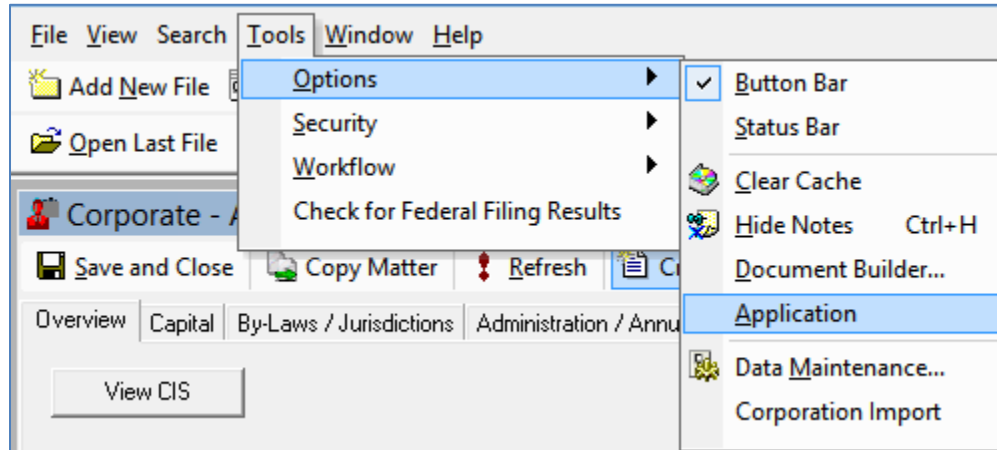 File View Search Tools Window Help
Add New File
Options
Button Bar
Open Last File
Security
Status Bar
Workflow
Clear Cache
Corporate -
Check for Federal Filing Results
Hide Notes Ctrl+H
Save and Close Copy Matter Refresh
Document Builder...
Overview Capital By-Laws / Jurisdictions Administration /
Application
View CIS
Data Maintenance...
Corporation Import